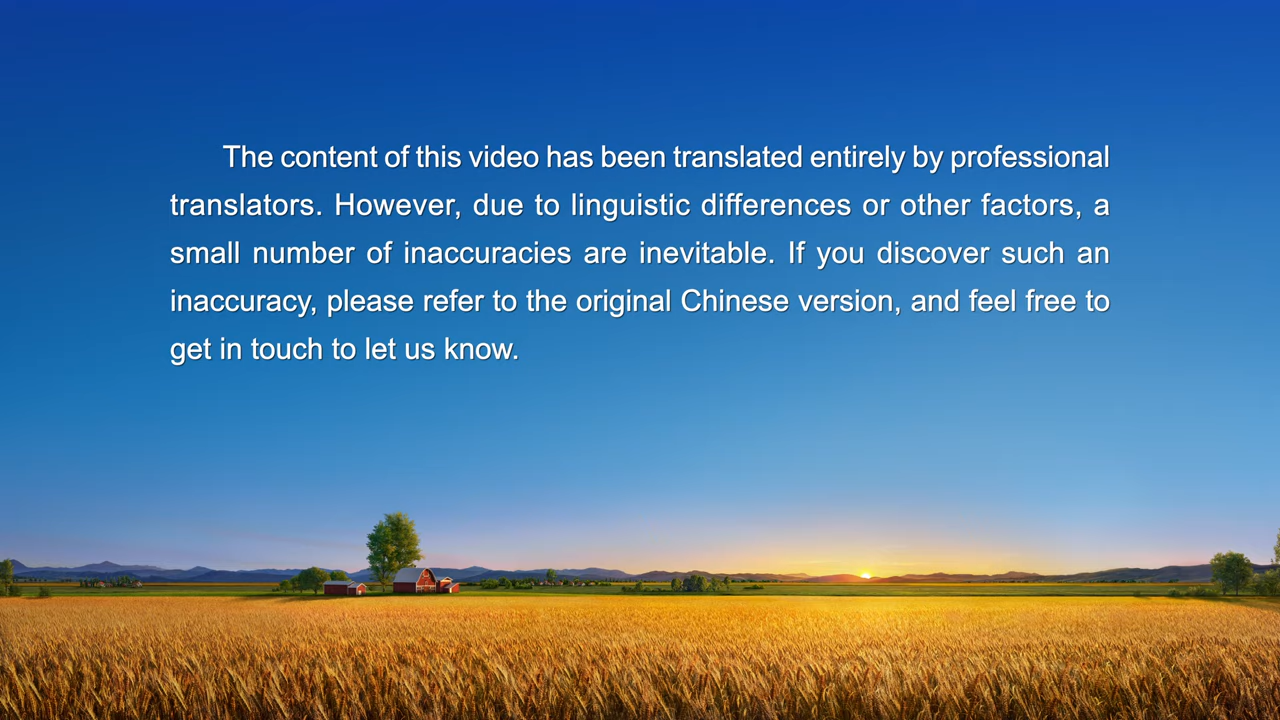 The content of this video has been translated entirely by professional
translators. However, due to linguistic differences or other factors, a
small number of inaccuracies are inevitable. If you discover such an
inaccuracy, please refer to the original Chinese version, and feel free to
get in touch to let us know.